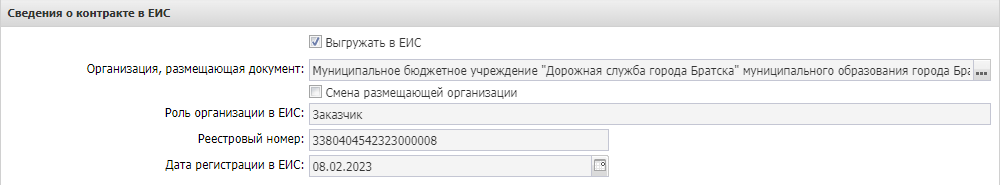 Сведения о контракте в ЕИС
Выгружать в ЕИС
Организация, размещающая документ: Муниципальное бюджетное учреждение "Дорожная служба города Братска" муниципального образования города Бра ...
Смена размещающей организации
Роль организации в ЕИС: Заказчик
Реестровый номер: 3380404542323000008
Дата регистрации в ЕИС: 08.02.2023